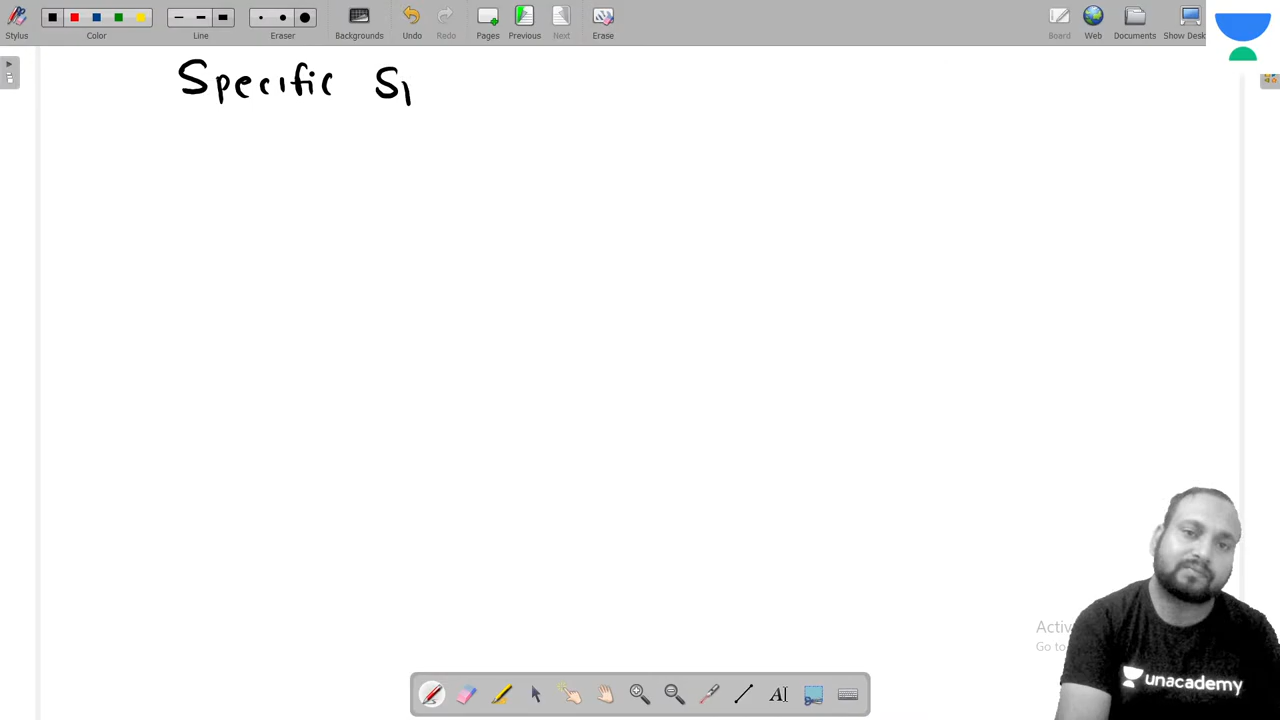 Stylus
Color
Line
Eraser
Backgrounds
Undo
Redo
Pages
Previous
Next
Erase
Board
Web
Documents
Show Desk
Specific
Activ
Go to
unacademy
AI